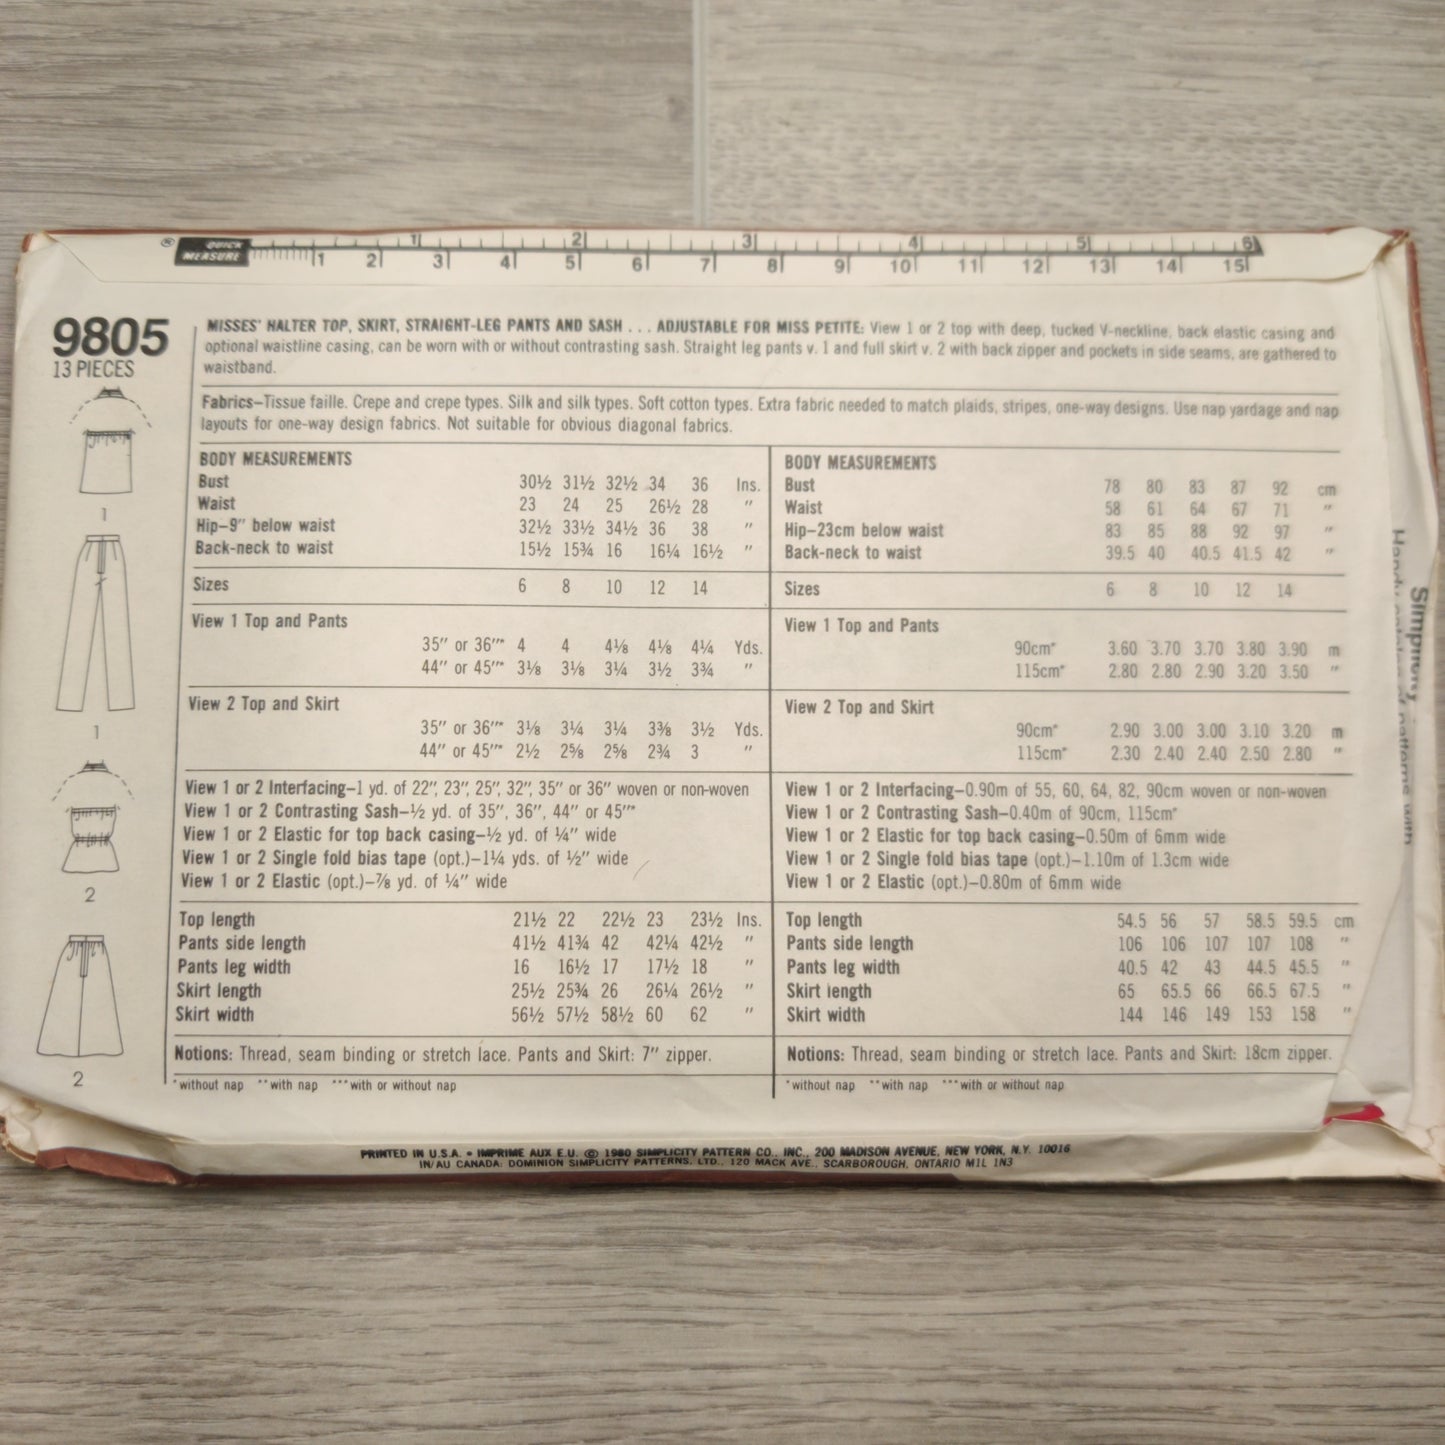 ® QUICK MEASURE
1 2 3 4 5 6
1 2 3 4 5 6 7 8 9 10 11 12 13 14 15
9805
13 PIECES
MISSES' HALTER TOP, SKIRT, STRAIGHT-LEG PANTS AND SASH . . . ADJUSTABLE FOR MISS PETITE: View 1 or 2 top with deep, tucked V-neckline, back elastic casing and
optional waistline casing, can be worn with or without contrasting sash. Straight leg pants v. 1 and full skirt v. 2 with back zipper and pockets in side seams, are gathered to
waistband.
Fabrics—Tissue faille. Crepe and crepe types. Silk and silk types. Soft cotton types. Extra fabric needed to match plaids, stripes, one-way designs. Use nap yardage and nap
layouts for one-way design fabrics. Not suitable for obvious diagonal fabrics.
BODY MEASUREMENTS
Bust 30½ 31½ 32½ 34 36 Ins.
Waist 23 24 25 26½ 28 "
Hip—9" below waist 32½ 33½ 34½ 36 38 "
Back-neck to waist 15½ 15¾ 16 16¼ 16½ "
Sizes 6 8 10 12 14
View 1 Top and Pants
35" or 36"* 4 4 4⅛ 4⅛ 4¼ Yds.
44" or 45"* 3⅛ 3⅛ 3¼ 3½ 3¾ "
View 2 Top and Skirt
35" or 36"* 3⅛ 3¼ 3¼ 3⅜ 3½ Yds.
44" or 45"* 2½ 2⅝ 2⅝ 2¾ 3 "
View 1 or 2 Interfacing—1 yd. of 22", 23", 25", 32", 35" or 36" woven or non-woven
View 1 or 2 Contrasting Sash—½ yd. of 35", 36", 44" or 45"*
View 1 or 2 Elastic for top back casing—½ yd. of ¼" wide
View 1 or 2 Single fold bias tape (opt.)—1¼ yds. of ½" wide
View 1 or 2 Elastic (opt.)—⅞ yd. of ¼" wide
Top length 21½ 22 22½ 23 23½ Ins.
Pants side length 41½ 41¾ 42 42¼ 42½ "
Pants leg width 16 16½ 17 17½ 18 "
Skirt length 25½ 25¾ 26 26¼ 26½ "
Skirt width 56½ 57½ 58½ 60 62 "
Notions: Thread, seam binding or stretch lace. Pants and Skirt: 7" zipper.
*without nap **with nap ***with or without nap
BODY MEASUREMENTS
Bust 78 80 83 87 92 cm
Waist 58 61 64 67 71 "
Hip—23cm below waist 83 85 88 92 97 "
Back-neck to waist 39.5 40 40.5 41.5 42 "
Sizes 6 8 10 12 14
View 1 Top and Pants
90cm* 3.60 3.70 3.70 3.80 3.90 m
115cm* 2.80 2.80 2.90 3.20 3.50 "
View 2 Top and Skirt
90cm* 2.90 3.00 3.00 3.10 3.20 m
115cm* 2.30 2.40 2.40 2.50 2.80 "
View 1 or 2 Interfacing—0.90m of 55, 60, 64, 82, 90cm woven or non-woven
View 1 or 2 Contrasting Sash—0.40m of 90cm, 115cm*
View 1 or 2 Elastic for top back casing—0.50m of 6mm wide
View 1 or 2 Single fold bias tape (opt.)—1.10m of 1.3cm wide
View 1 or 2 Elastic (opt.)—0.80m of 6mm wide
Top length 54.5 56 57 58.5 59.5 cm
Pants side length 106 106 107 107 108 "
Pants leg width 40.5 42 43 44.5 45.5 "
Skirt length 65 65.5 66 66.5 67.5 "
Skirt width 144 146 149 153 158 "
Notions: Thread, seam binding or stretch lace. Pants and Skirt: 18cm zipper.
*without nap **with nap ***with or without nap
1
1
2
2
Simplicity
patterns with
PRINTED IN U.S.A. • IMPRIME AUX E.U. © 1980 SIMPLICITY PATTERN CO., INC., 200 MADISON AVENUE, NEW YORK, N.Y. 10016
IN/AU CANADA: DOMINION SIMPLICITY PATTERNS, LTD., 120 MACK AVE., SCARBOROUGH, ONTARIO M1L 1N3